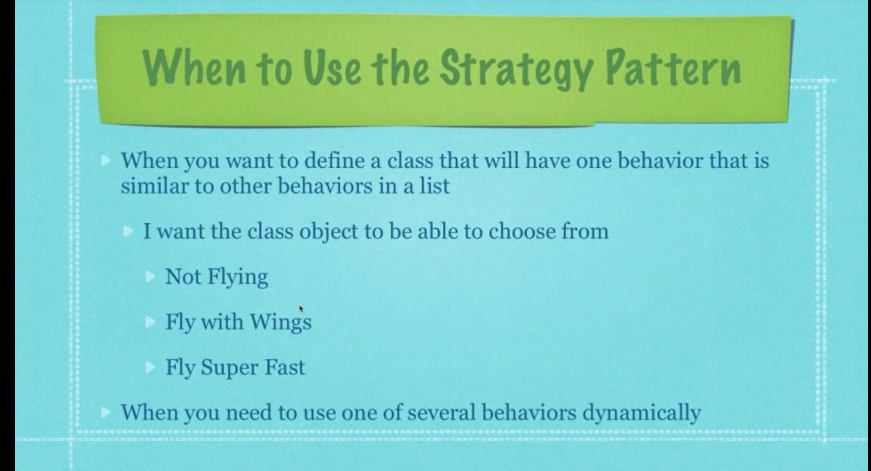 When to Use the Strategy Pattern
When you want to define a class that will have one behavior that is
similar to other behaviors in a list
I want the class object to be able to choose from
Not Flying
Fly with Wings
Fly Super Fast
When you need to use one of several behaviors dynamically